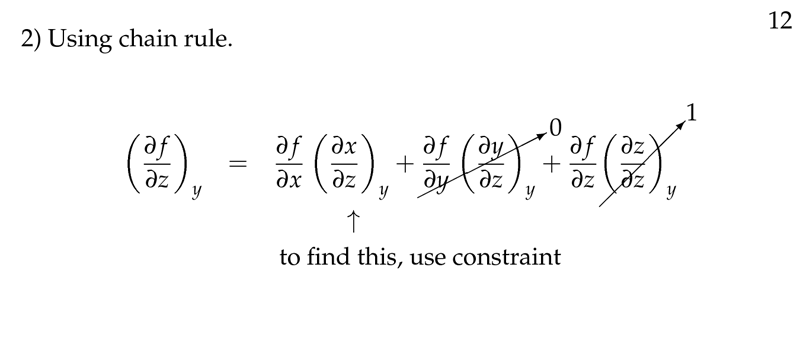 12
2) Using chain rule.
(∂f/∂z)_y = ∂f/∂x (∂x/∂z)_y + ∂f/∂y (∂y/∂z)_y 0 + ∂f/∂z (∂z/∂z)_y 1
↑
to find this, use constraint